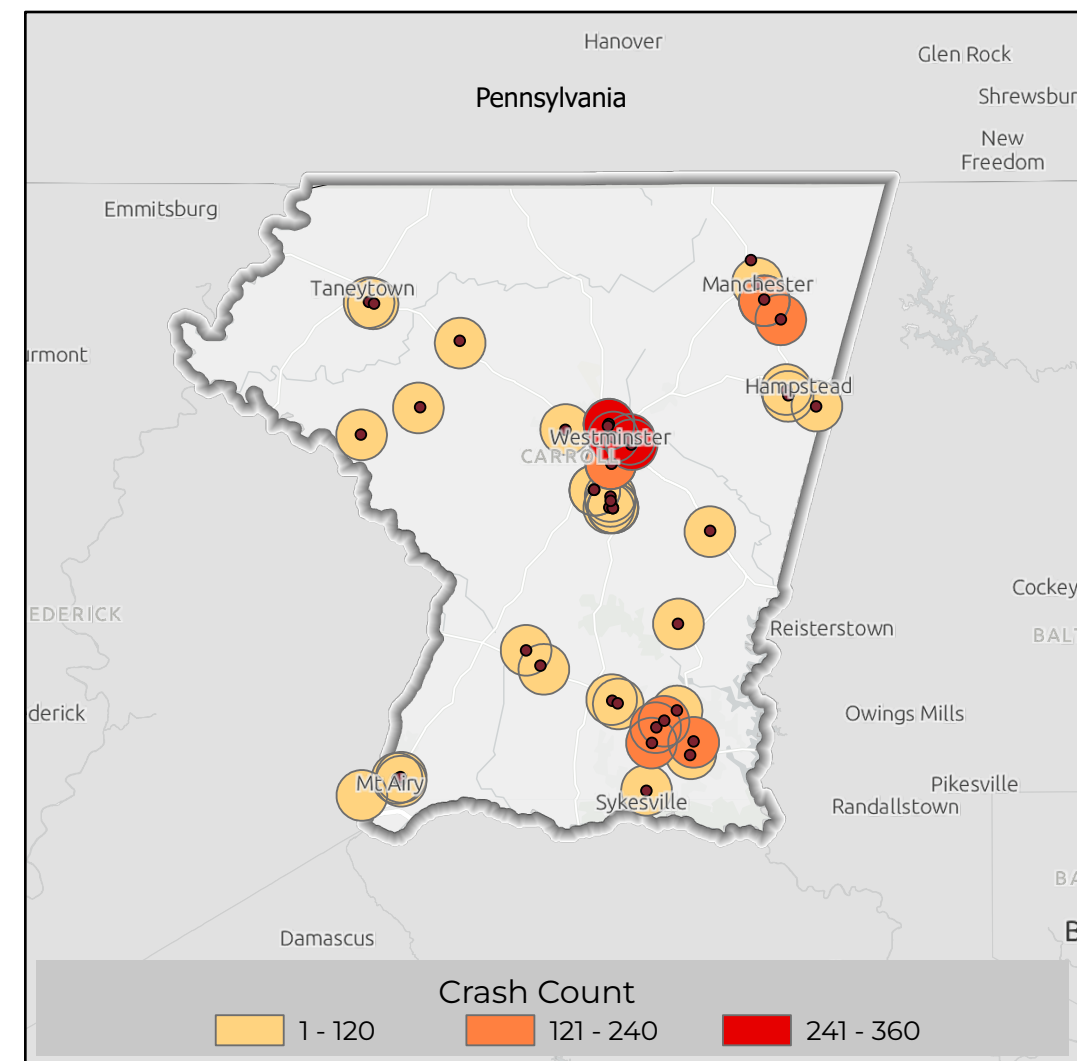 Hanover
Glen Rock
Pennsylvania
Shrewsbur
New
Freedom
Emmitsburg
Taneytown
Manchester
urmont
Hampstead
Westminster
CARROLL
Cockey
EDERICK
Reisterstown
BALT
derick
Owings Mills
Mt Airy
Pikesville
Sykesville
Randallstown
BA
Damascus
B
Crash Count
1 - 120
121 - 240
241 - 360